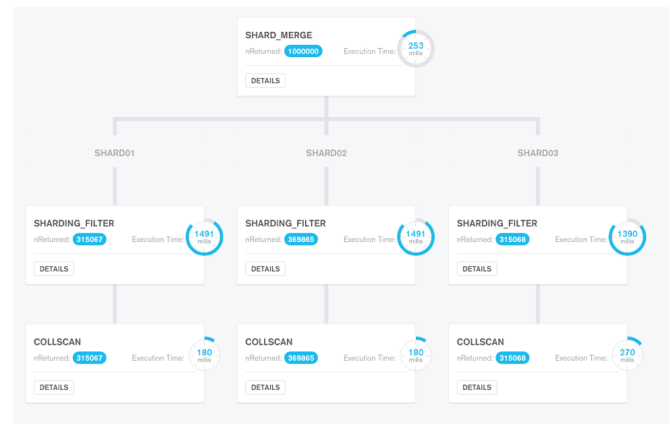 SHARD_MERGE
nReturned: 1000000 Execution Time: 253 millis
DETAILS
SHARD01 SHARD02 SHARD03
SHARDING_FILTER SHARDING_FILTER SHARDING_FILTER
nReturned: 315067 Execution Time: 1491 millis nReturned: 369865 Execution Time: 1491 millis nReturned: 315068 Execution Time: 1390 millis
DETAILS DETAILS DETAILS
COLLSCAN COLLSCAN COLLSCAN
nReturned: 315067 Execution Time: 180 millis nReturned: 369865 Execution Time: 180 millis nReturned: 315068 Execution Time: 270 millis
DETAILS DETAILS DETAILS